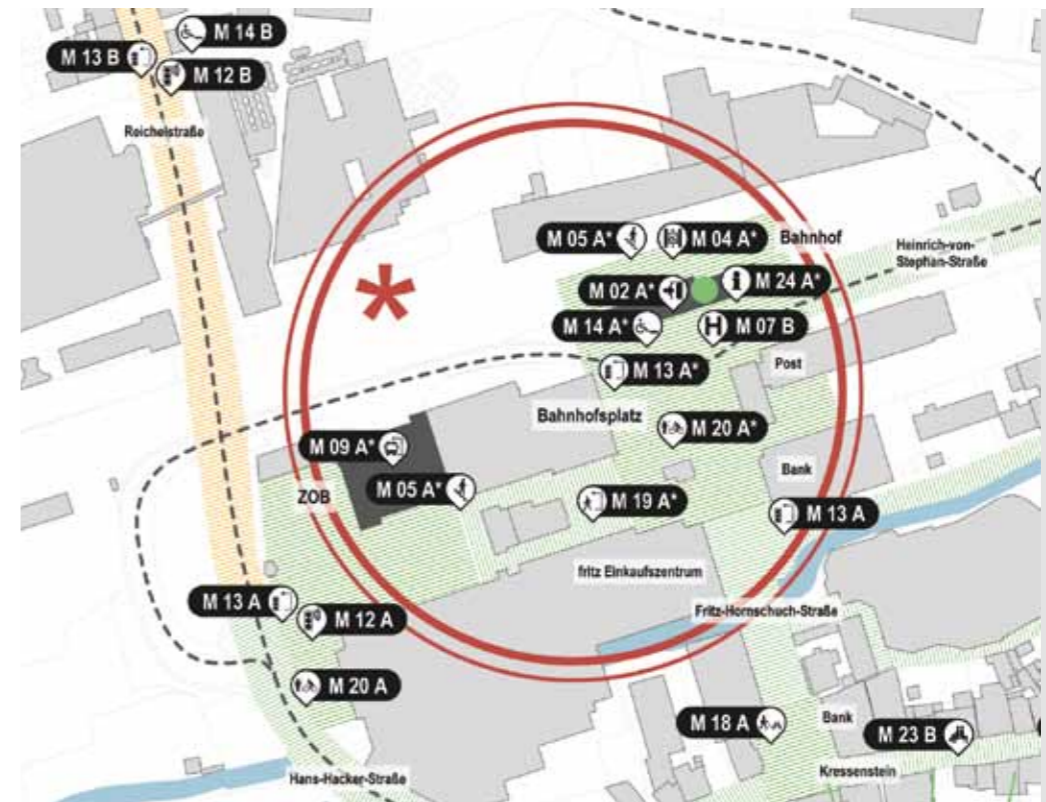 M 14 B
M 13 B
M 12 B
Reichelstraße
M 05 A*
M 04 A*
Bahnhof
Heinrich-von-
Stephan-Straße
*
M 02 A*
M 24 A*
M 14 A*
H
M 07 B
M 13 A*
Post
Bahnhofsplatz
M 20 A*
M 09 A*
Bank
ZOB
M 05 A*
M 19 A*
M 13 A
fritz Einkaufszentrum
M 13 A
M 12 A
Fritz-Hornschuch-Straße
M 20 A
M 18 A
Bank
M 23 B
Hans-Hacker-Straße
Kressenstein